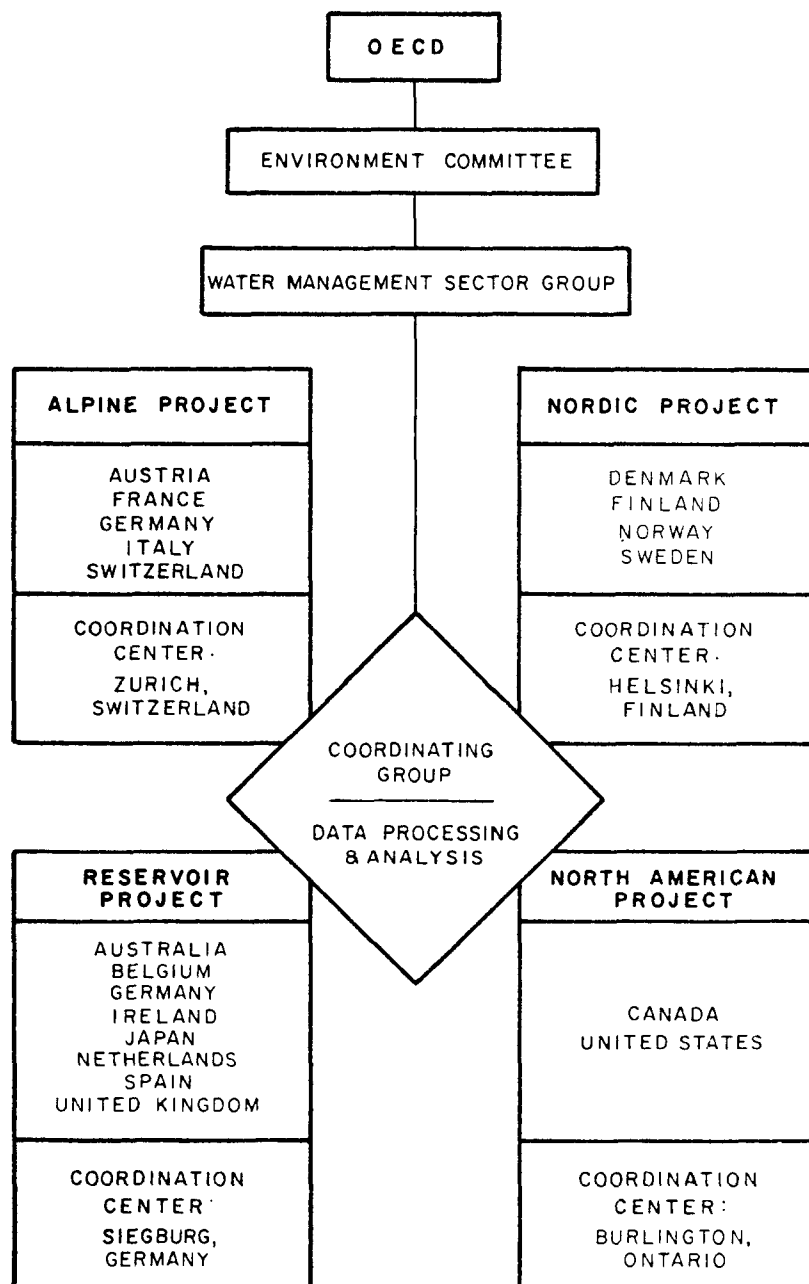 OECD
ENVIRONMENT COMMITTEE
WATER MANAGEMENT SECTOR GROUP
ALPINE PROJECT
AUSTRIA
FRANCE
GERMANY
ITALY
SWITZERLAND
COORDINATION
CENTER:
ZURICH,
SWITZERLAND
NORDIC PROJECT
DENMARK
FINLAND
NORWAY
SWEDEN
COORDINATION
CENTER:
HELSINKI,
FINLAND
COORDINATING
GROUP
DATA PROCESSING
& ANALYSIS
RESERVOIR
PROJECT
AUSTRALIA
BELGIUM
GERMANY
IRELAND
JAPAN
NETHERLANDS
SPAIN
UNITED KINGDOM
COORDINATION
CENTER:
SIEGBURG,
GERMANY
NORTH AMERICAN
PROJECT
CANADA
UNITED STATES
COORDINATION
CENTER:
BURLINGTON,
ONTARIO